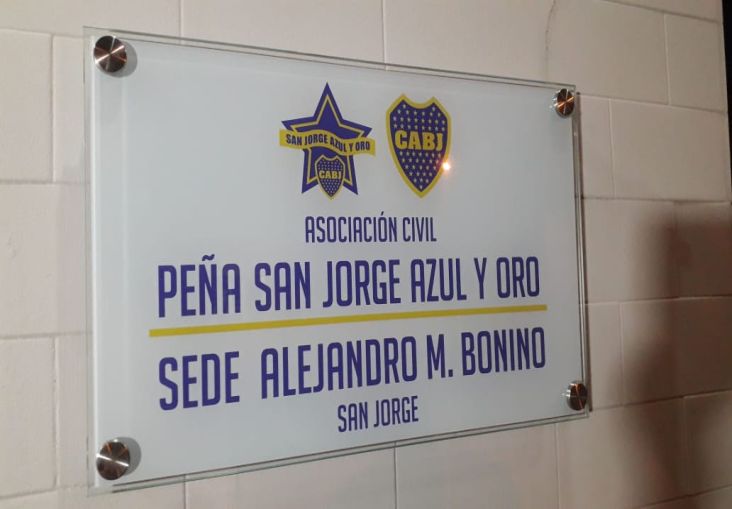 SAN JORGE AZUL Y ORO
CABJ
CABJ
ASOCIACIÓN CIVIL
PEÑA SAN JORGE AZUL Y ORO
SEDE ALEJANDRO M. BONINO
SAN JORGE